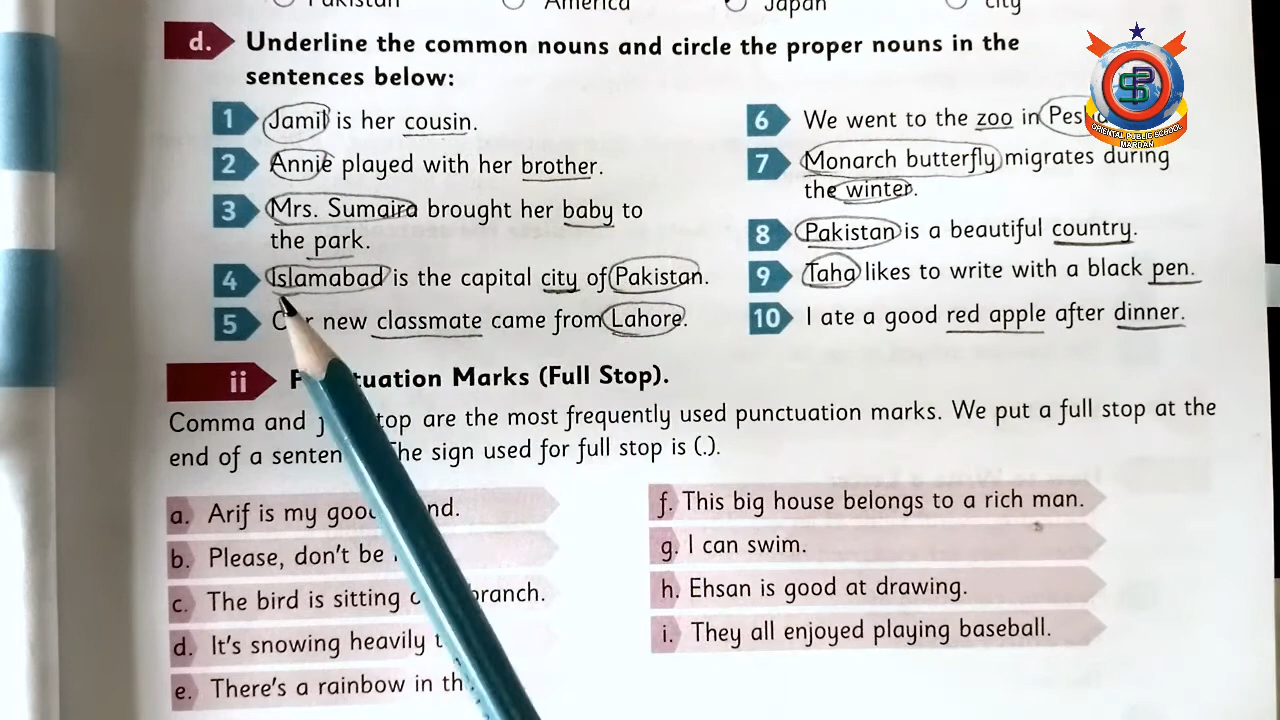 Pakistan America Japan city
d. Underline the common nouns and circle the proper nouns in the
sentences below:
1 Jamil is her cousin.
2 Annie played with her brother.
3 Mrs. Sumaira brought her baby to
the park.
4 Islamabad is the capital city of Pakistan.
5 new classmate came from Lahore.
6 We went to the zoo in
7 Monarch butterfly migrates during
the winter.
8 Pakistan is a beautiful country.
9 Taha likes to write with a black pen.
10 I ate a good red apple after dinner.
ii Marks (Full Stop).
Comma and stop are the most frequently used punctuation marks. We put a full stop at the
end of a sentence. The sign used for full stop is (.).
a. Arif is my good
b. Please, don't be
c. The bird is sitting branch.
d. It's snowing heavily
e. There's a rainbow in
f. This big house belongs to a rich man.
g. I can swim.
h. Ehsan is good at drawing.
i. They all enjoyed playing baseball.
SP
ORIENTAL PUBLIC SCHOOL
MARDAN